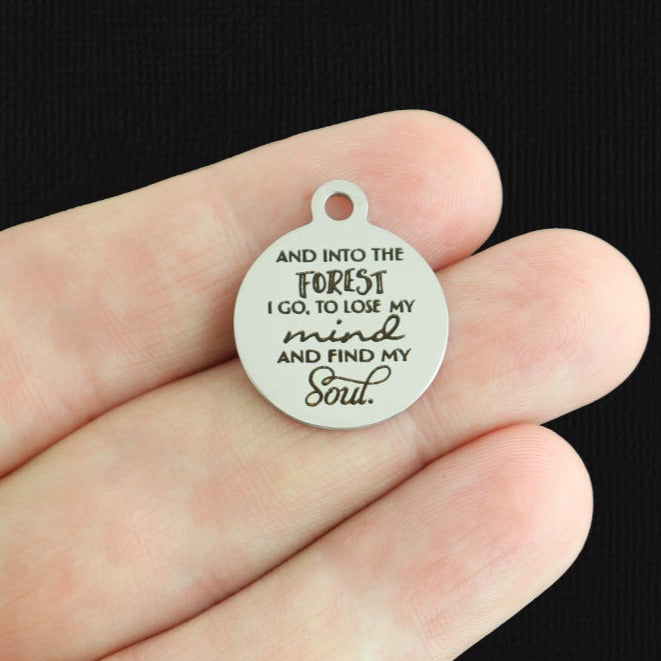 AND INTO THE
FOREST
I GO, TO LOSE MY
mind
AND FIND MY
Soul.